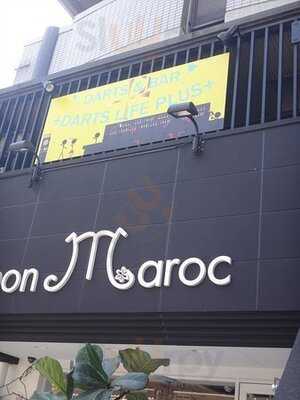 DARTS & BAR
+DARTS LIFE PLUS+
on Maroc